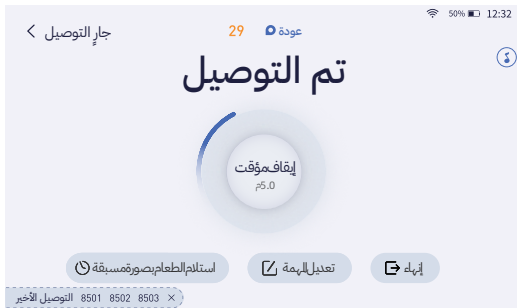 50% 12:32
جارٍ التوصيل
29 عودة
تم التوصيل
إيقاف مؤقت
5.0م
استلام الطعام بصورة مسبقة
تعديل المهمة
إنهاء
التوصيل الأخير 8501 8502 8503 ×